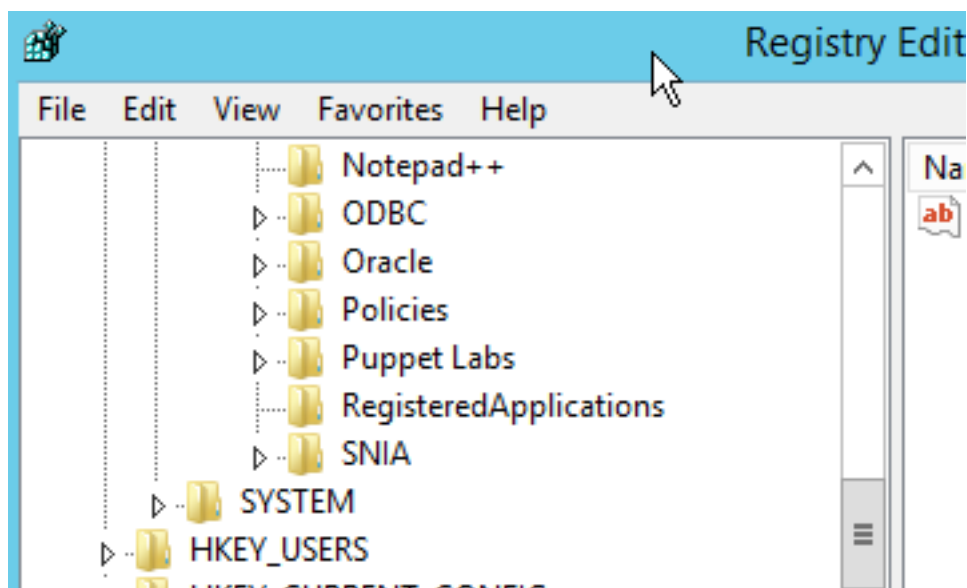 Registry Edit
File Edit View Favorites Help
Notepad++
Na
ODBC
ab
Oracle
Policies
Puppet Labs
RegisteredApplications
SNIA
SYSTEM
HKEY_USERS
HKEY_CURRENT_CONFIG